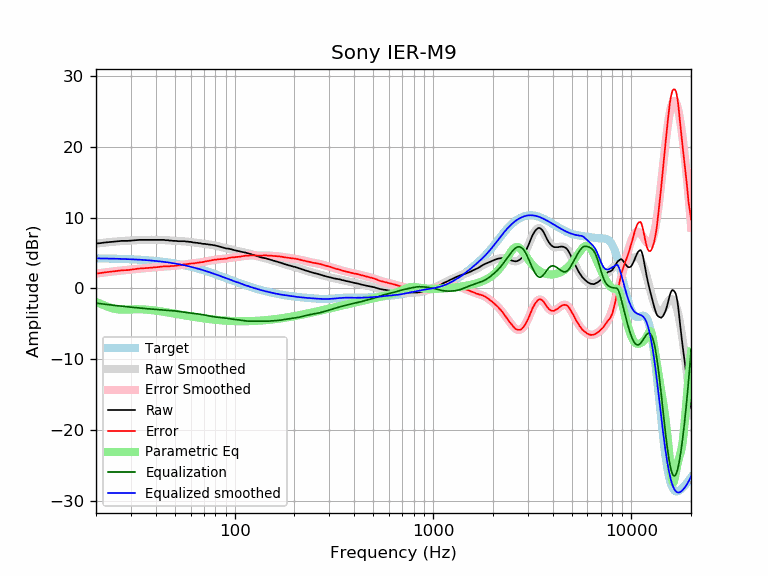 Sony IER-M9
30
20
10
0
−10
−20
−30
Amplitude (dBr)
Target
Raw Smoothed
Error Smoothed
Raw
Error
Parametric Eq
Equalization
Equalized smoothed
100
1000
10000
Frequency (Hz)